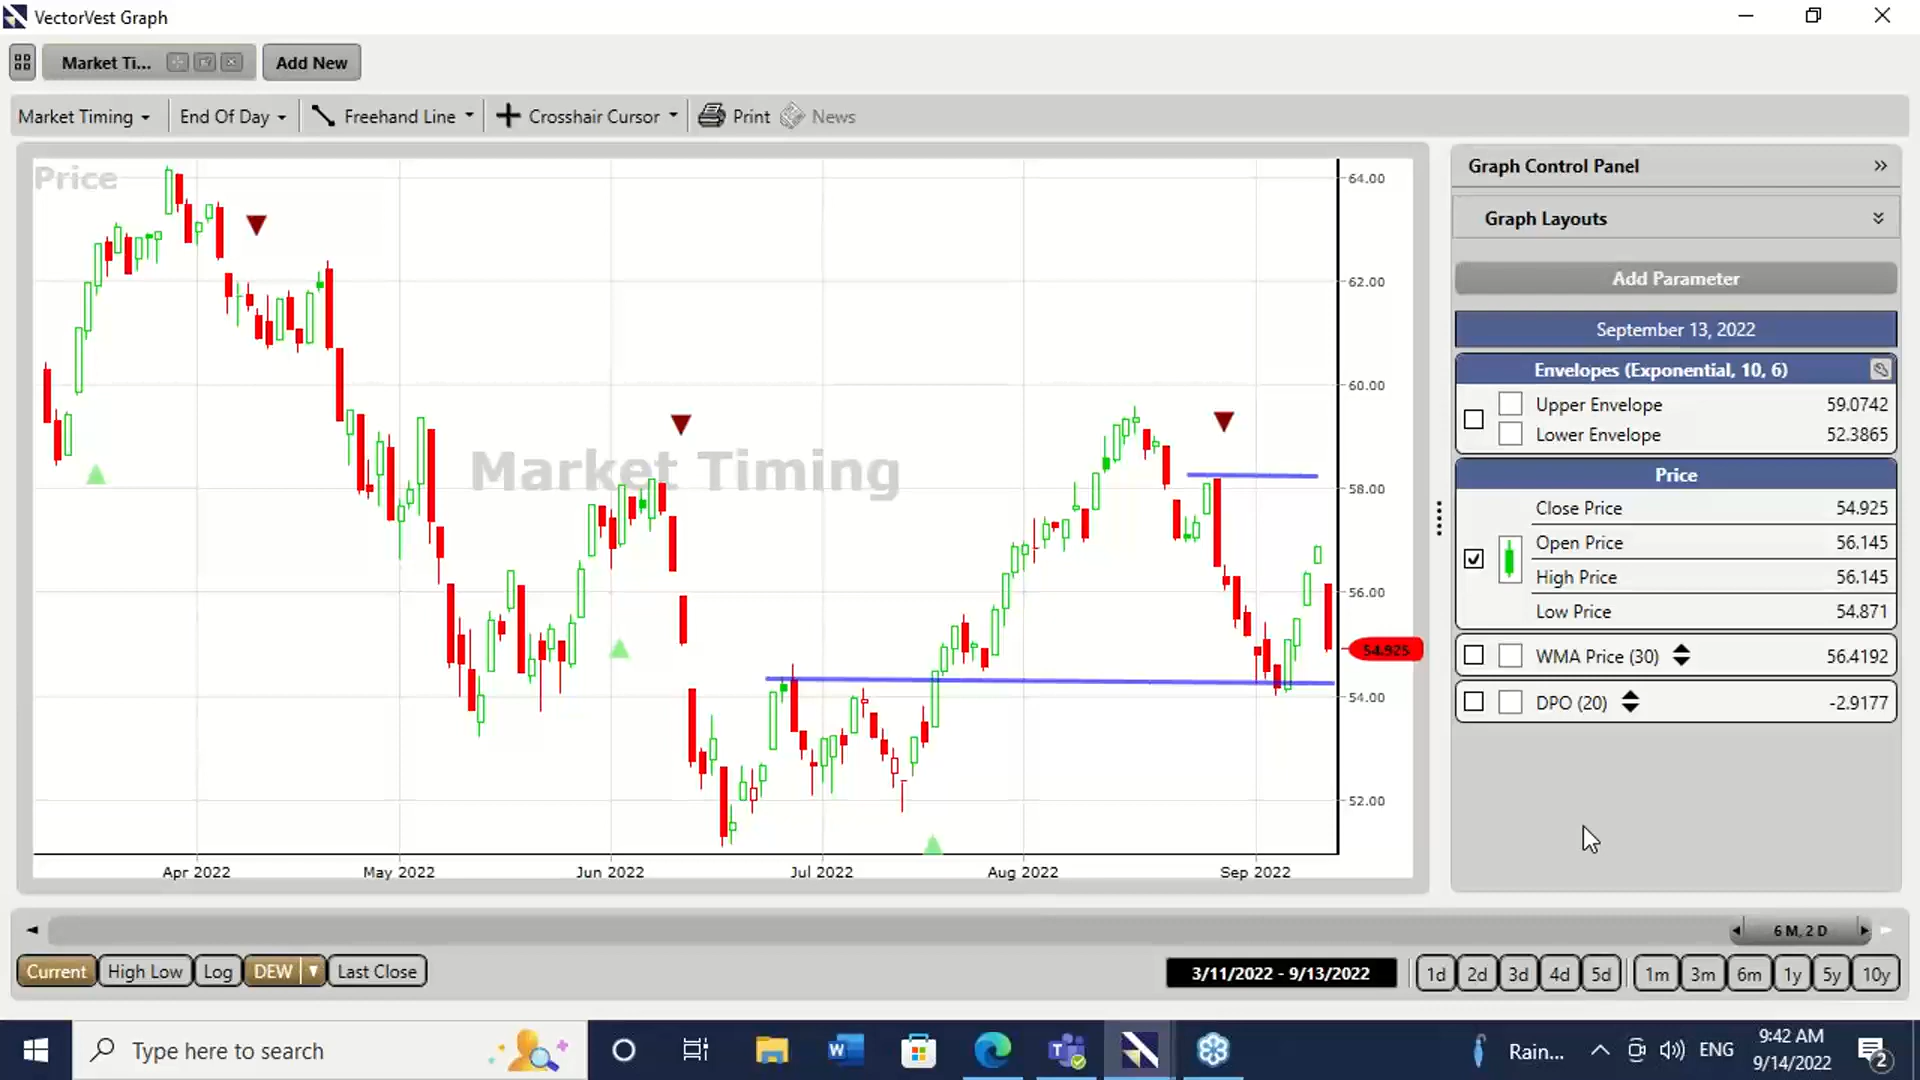 VectorVest Graph
Market Ti... Add New
Market Timing End Of Day Freehand Line Crosshair Cursor Print News
Price
Market Timing
64.00
62.00
60.00
58.00
56.00
54.925
54.00
52.00
Apr 2022 May 2022 Jun 2022 Jul 2022 Aug 2022 Sep 2022
Graph Control Panel
Graph Layouts
Add Parameter
September 13, 2022
Envelopes (Exponential, 10, 6)
Upper Envelope 59.0742
Lower Envelope 52.3865
Price
Close Price 54.925
Open Price 56.145
High Price 56.145
Low Price 54.871
WMA Price (30) 56.4192
DPO (20) -2.9177
6 M, 2 D
Current High Low Log DEW Last Close 3/11/2022 - 9/13/2022 1d 2d 3d 4d 5d 1m 3m 6m 1y 5y 10y
Type here to search Rain... ENG 9:42 AM
9/14/2022 2